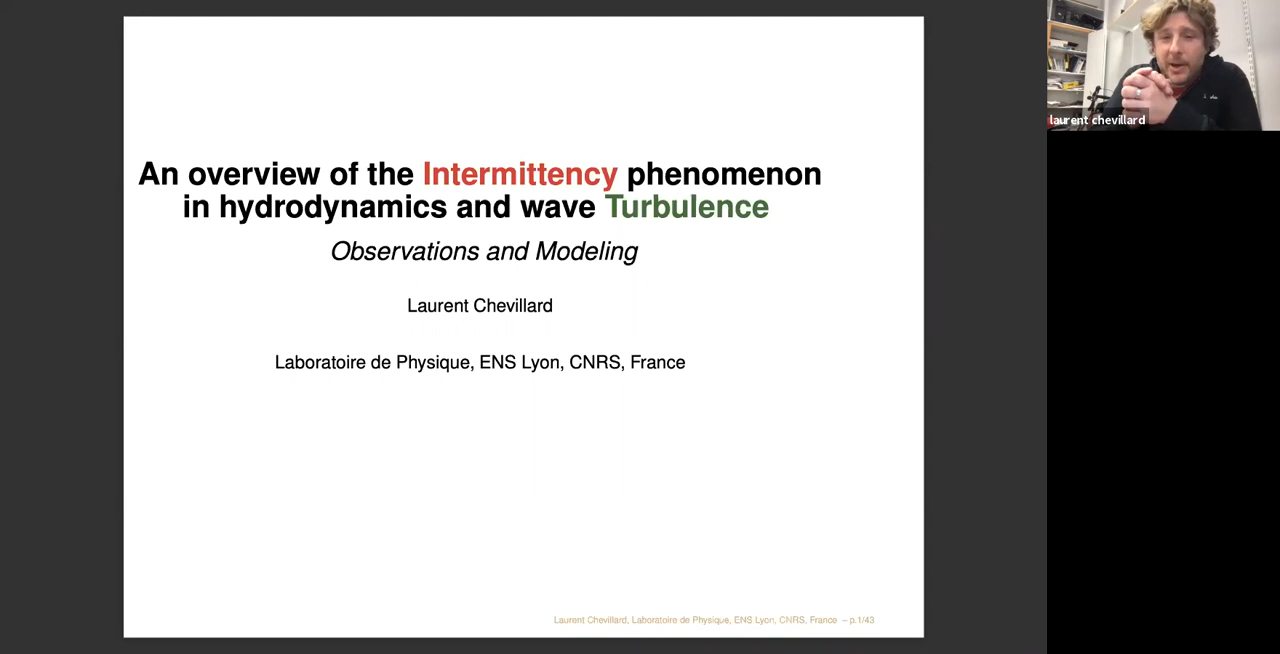 An overview of the Intermittency phenomenon
in hydrodynamics and wave Turbulence
Observations and Modeling
Laurent Chevillard
Laboratoire de Physique, ENS Lyon, CNRS, France
Laurent Chevillard, Laboratoire de Physique, ENS Lyon, CNRS, France – p.1/43
laurent chevillard